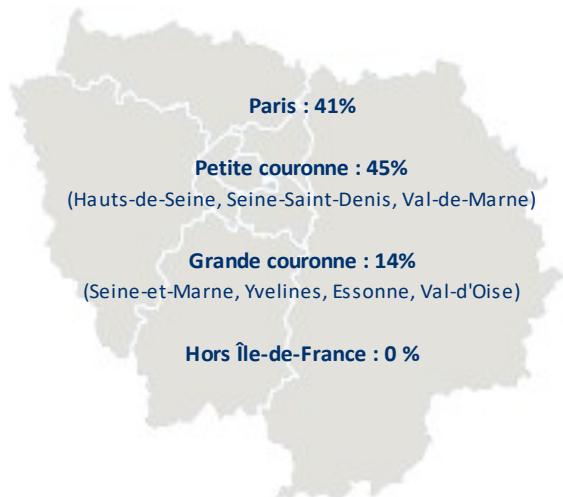 Paris : 41%
Petite couronne : 45%
(Hauts-de-Seine, Seine-Saint-Denis, Val-de-Marne)
Grande couronne : 14%
(Seine-et-Marne, Yvelines, Essonne, Val-d'Oise)
Hors Île-de-France : 0 %